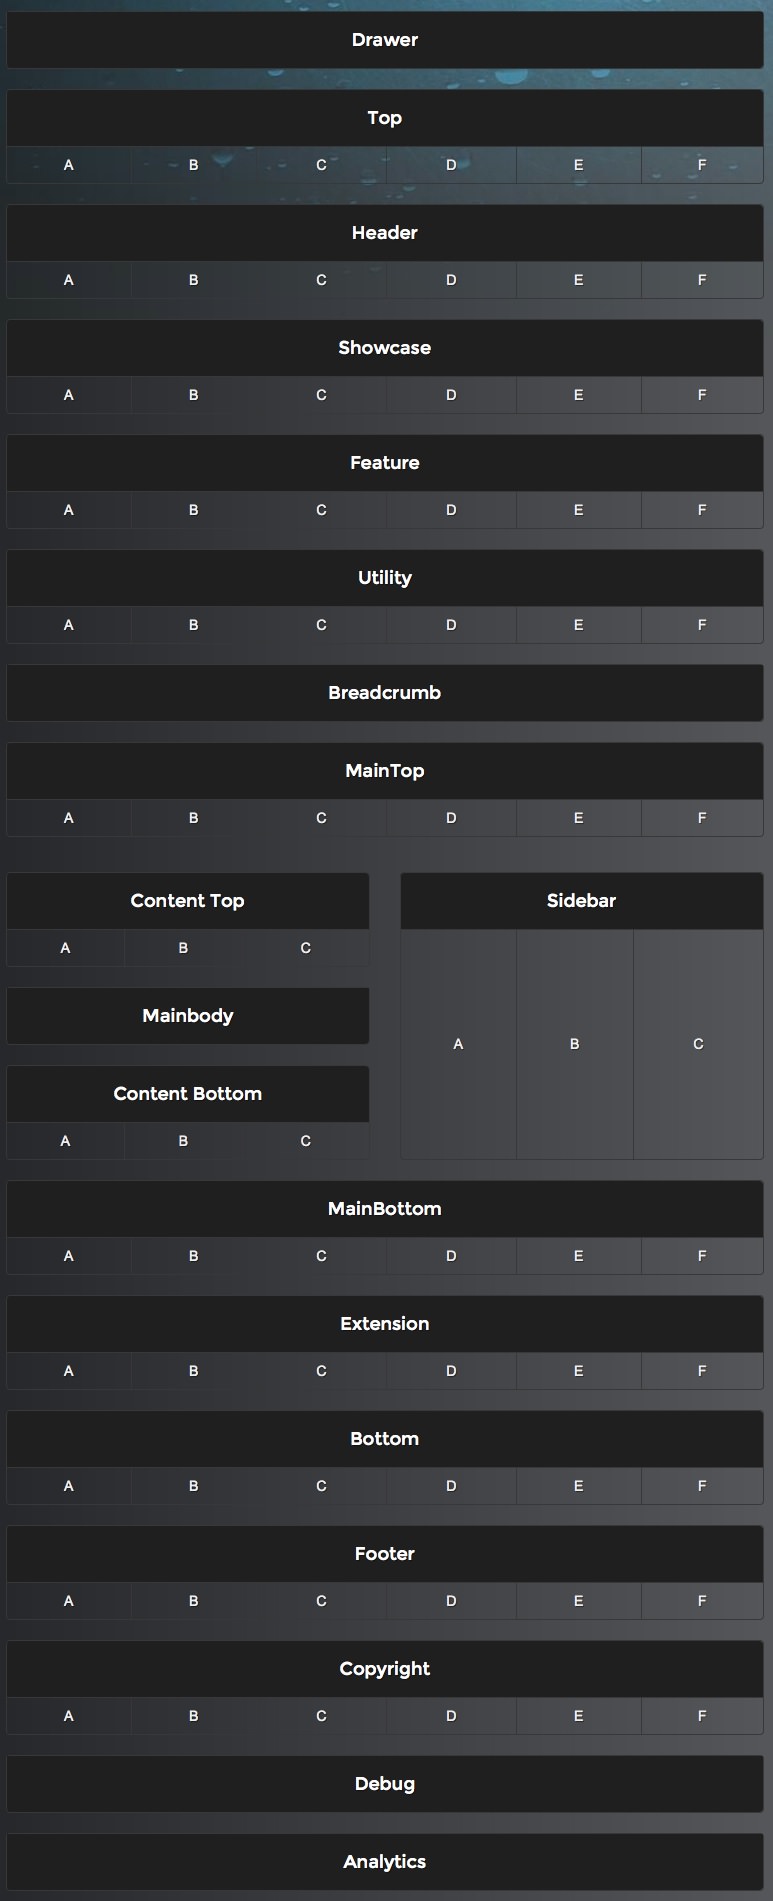 Drawer
Top
A B C D E F
Header
A B C D E F
Showcase
A B C D E F
Feature
A B C D E F
Utility
A B C D E F
Breadcrumb
MainTop
A B C D E F
Content Top
A B C
Mainbody
Content Bottom
A B C
Sidebar
A B C
MainBottom
A B C D E F
Extension
A B C D E F
Bottom
A B C D E F
Footer
A B C D E F
Copyright
A B C D E F
Debug
Analytics